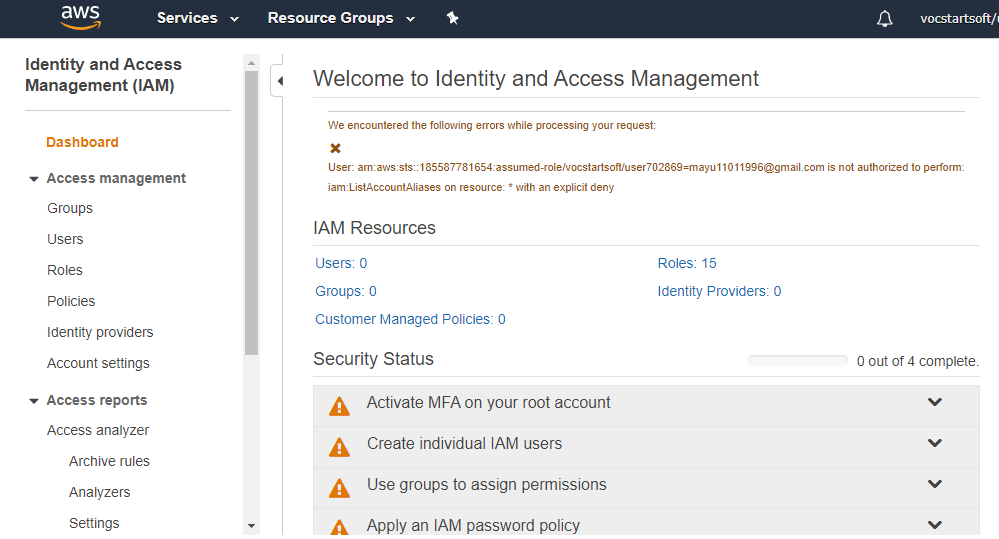 aws
Services
Resource Groups
vocstartsoft/
Identity and Access
Management (IAM)
Dashboard
Access management
Groups
Users
Roles
Policies
Identity providers
Account settings
Access reports
Access analyzer
Archive rules
Analyzers
Settings
Welcome to Identity and Access Management
We encountered the following errors while processing your request:
User: arn:aws:sts::185587781654:assumed-role/vocstartsoft/user702869=mayu11011996@gmail.com is not authorized to perform:
iam:ListAccountAliases on resource: * with an explicit deny
IAM Resources
Users: 0
Roles: 15
Groups: 0
Identity Providers: 0
Customer Managed Policies: 0
Security Status
0 out of 4 complete.
Activate MFA on your root account
Create individual IAM users
Use groups to assign permissions
Apply an IAM password policy